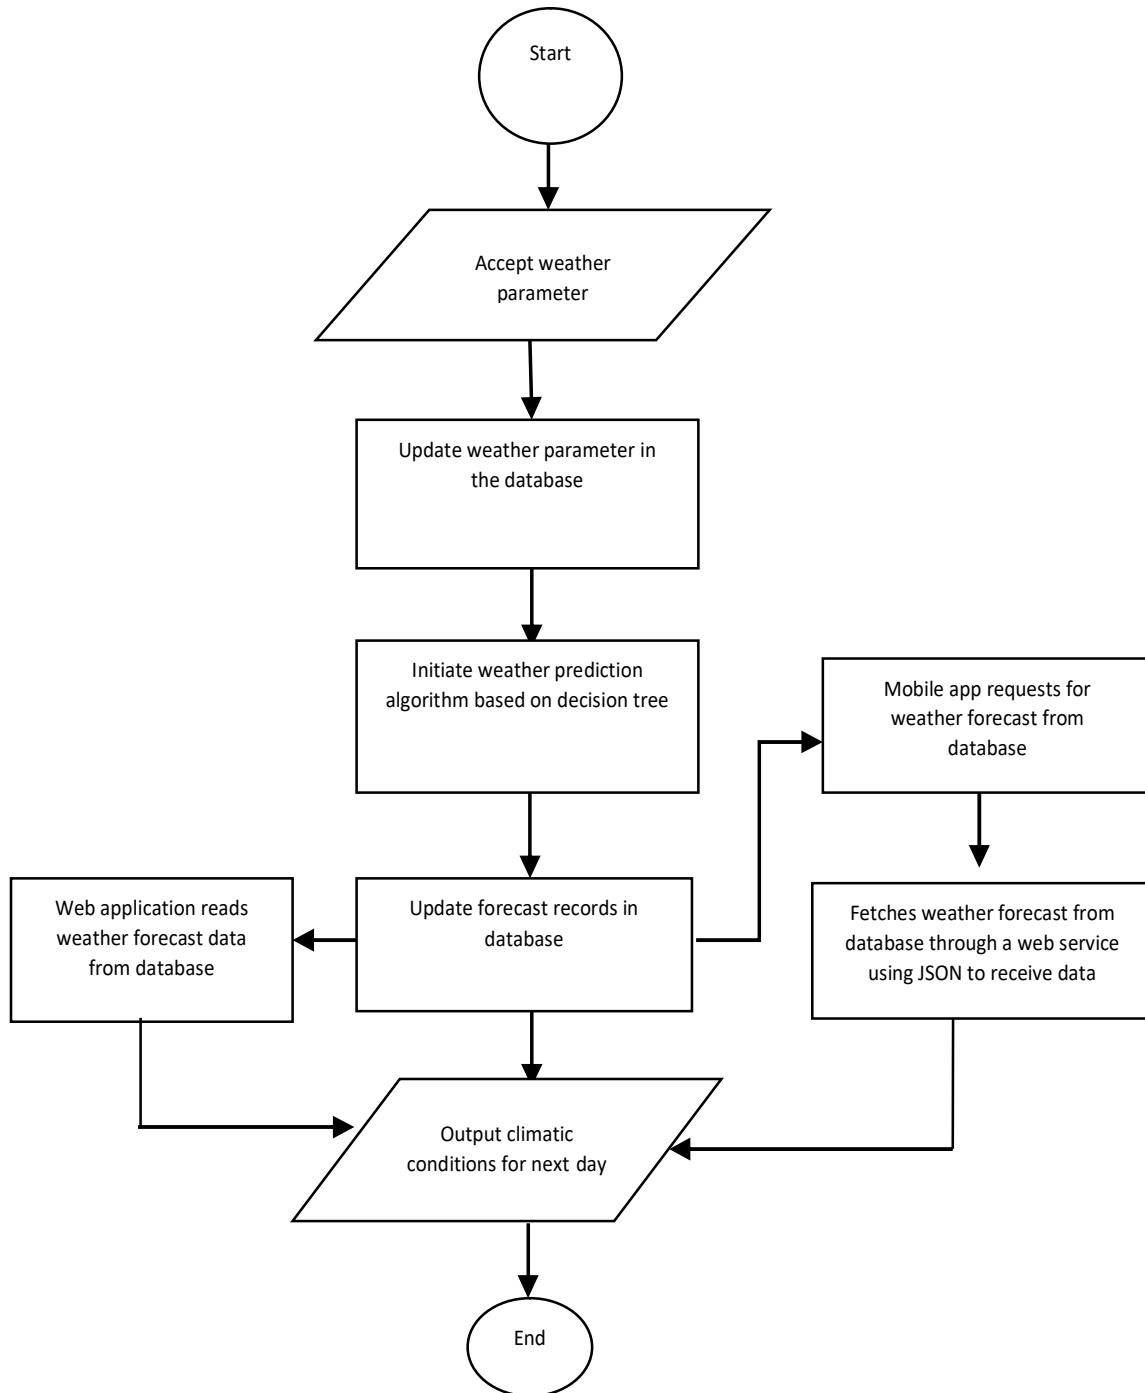 Start
Accept weather
parameter
Update weather parameter in
the database
Initiate weather prediction
algorithm based on decision tree
Mobile app requests for
weather forecast from
database
Web application reads
weather forecast data
from database
Update forecast records in
database
Fetches weather forecast from
database through a web service
using JSON to receive data
Output climatic
conditions for next day
End